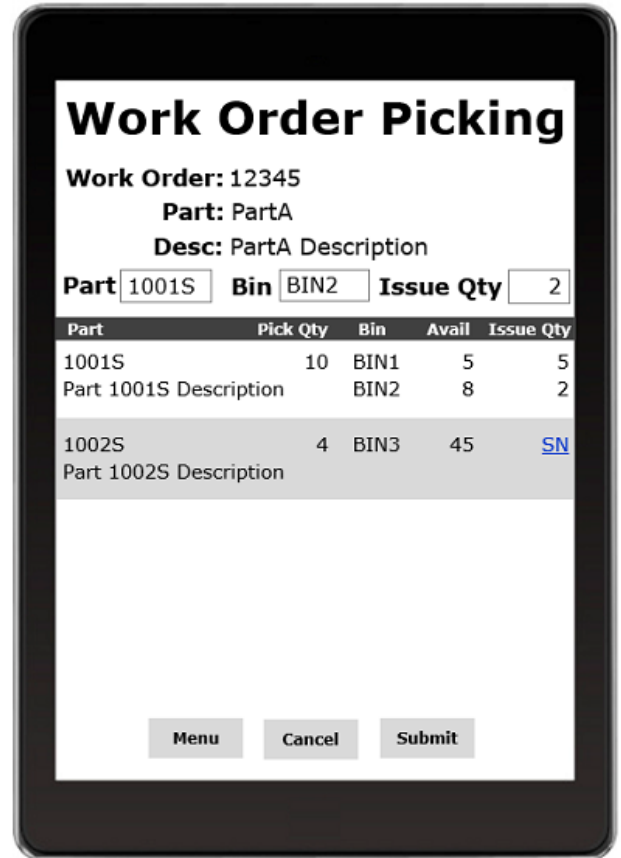 Work Order Picking
Work Order: 12345
Part: PartA
Desc: PartA Description
Part 1001S Bin BIN2 Issue Qty 2
Part Pick Qty Bin Avail Issue Qty
1001S 10 BIN1 5 5
Part 1001S Description BIN2 8 2
1002S 4 BIN3 45 SN
Part 1002S Description
Menu Cancel Submit